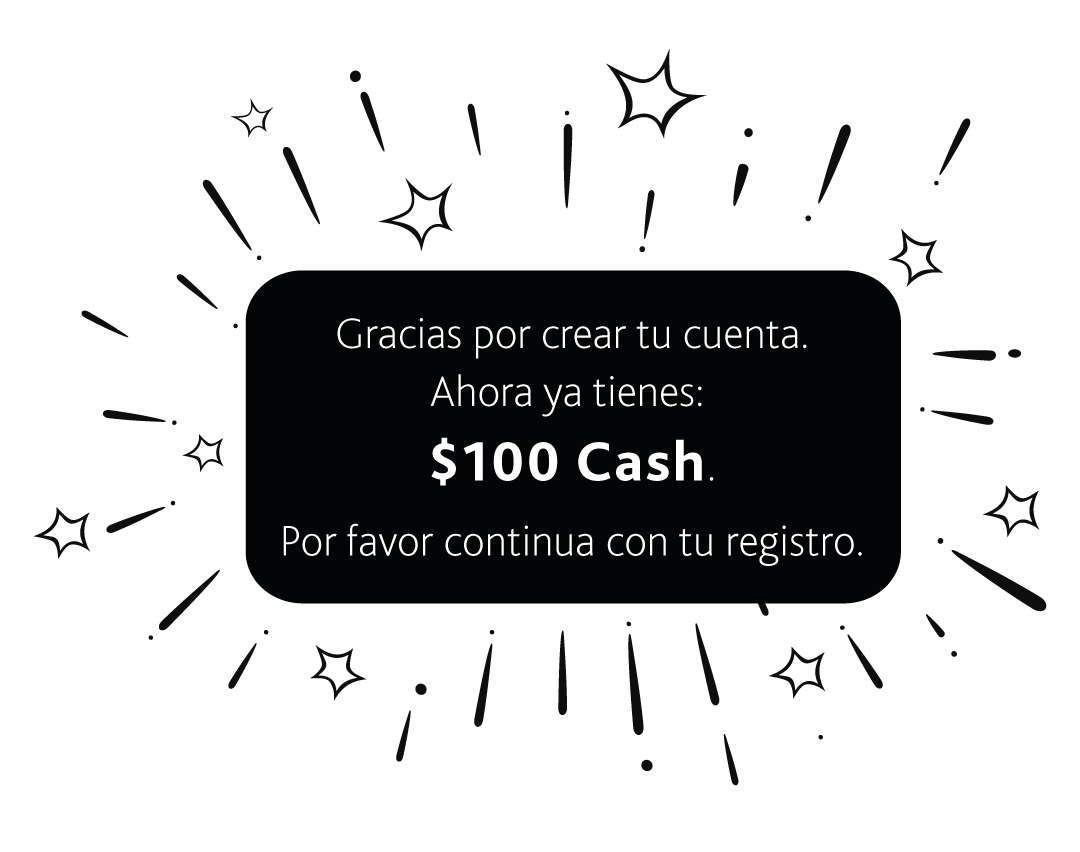 Gracias por crear tu cuenta.
Ahora ya tienes:
$100 Cash.
Por favor continua con tu registro.